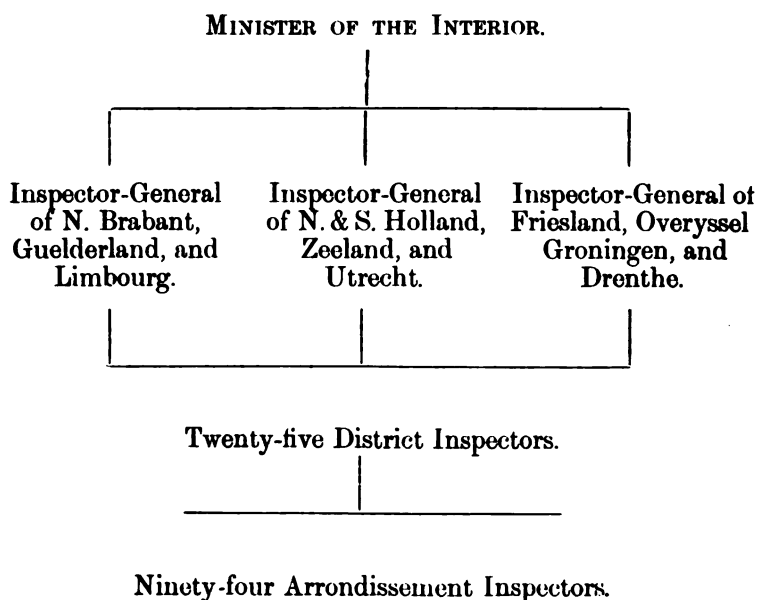 MINISTER OF THE INTERIOR.
Inspector-General
of N. Brabant,
Guelderland, and
Limbourg.
Inspector-General
of N. & S. Holland,
Zeeland, and
Utrecht.
Inspector-General of
Friesland, Overyssel
Groningen, and
Drenthe.
Twenty-five District Inspectors.
Ninety-four Arrondissement Inspectors.